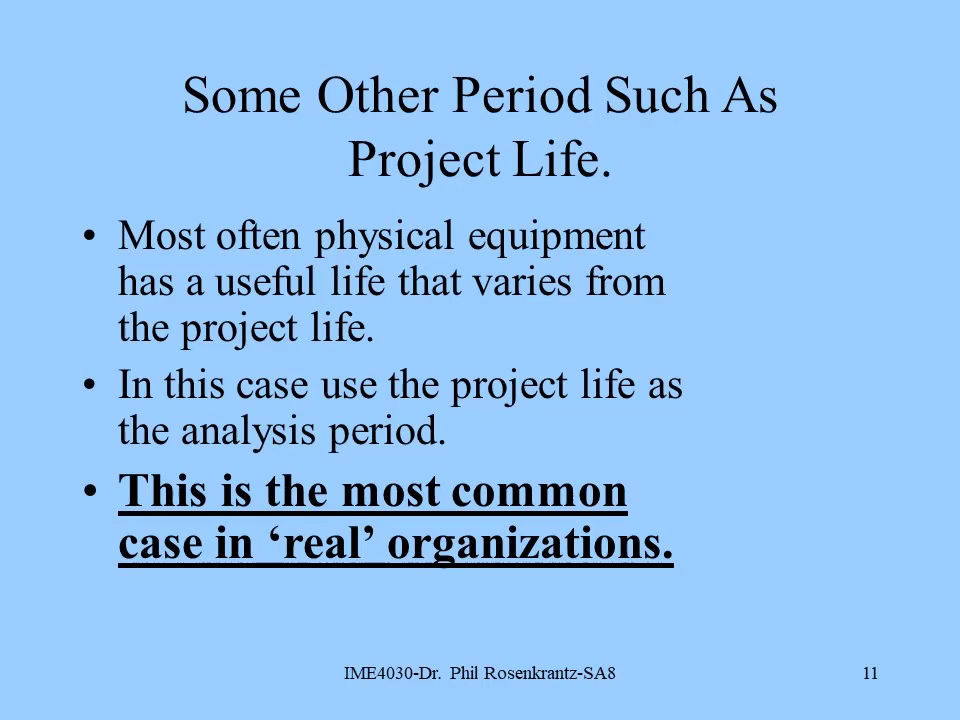 Some Other Period Such As
Project Life.
• Most often physical equipment
has a useful life that varies from
the project life.
• In this case use the project life as
the analysis period.
• This is the most common
case in ‘real’ organizations.
IME4030-Dr. Phil Rosenkrantz-SA8
11